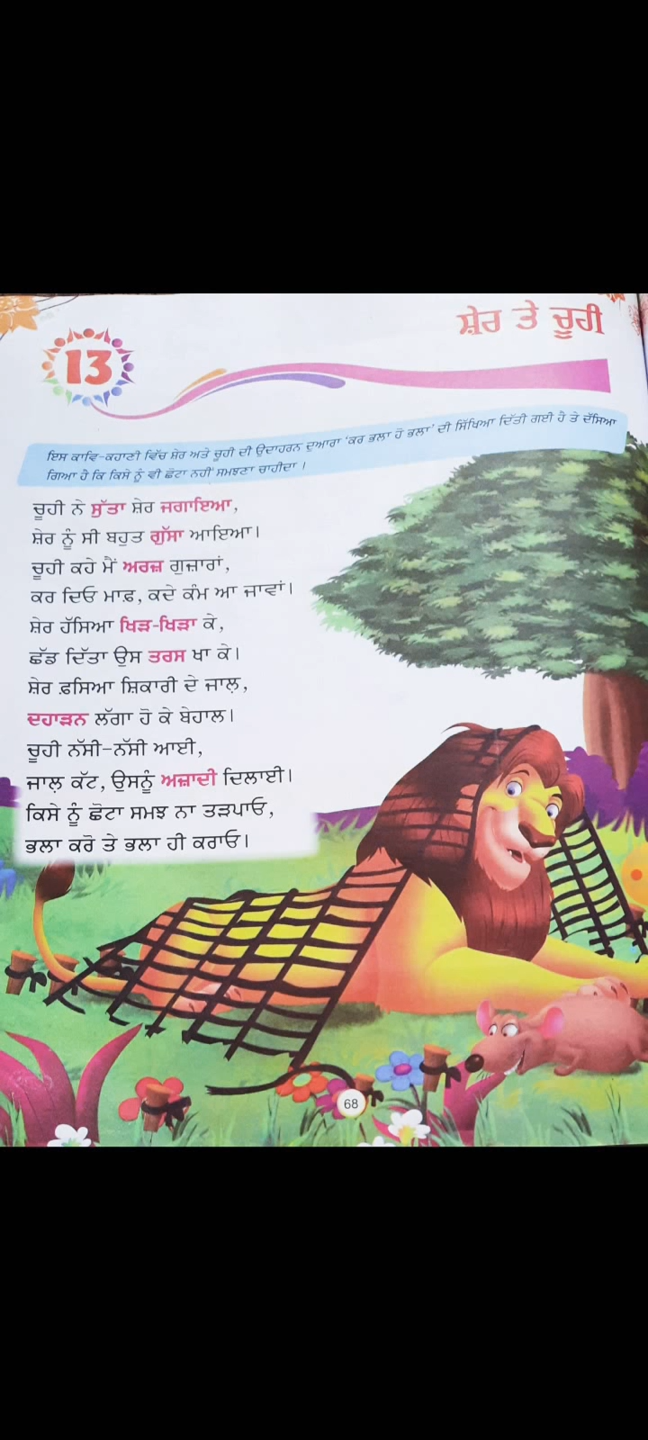 13
ਸ਼ੇਰ ਤੇ ਚੂਹੀ
ਇਸ ਕਾਵਿ-ਕਹਾਣੀ ਵਿੱਚ ਸ਼ੇਰ ਅਤੇ ਚੂਹੀ ਦੀ ਉਦਾਹਰਨ ਦੁਆਰਾ 'ਕਰ ਭਲਾ ਹੋ ਭਲਾ' ਦੀ ਸਿੱਖਿਆ ਦਿੱਤੀ ਗਈ ਹੈ ਤੇ ਦੱਸਿਆ
ਗਿਆ ਹੈ ਕਿ ਕਿਸੇ ਨੂੰ ਵੀ ਛੋਟਾ ਨਹੀਂ ਸਮਝਣਾ ਚਾਹੀਦਾ ।
ਚੂਹੀ ਨੇ ਸੁੱਤਾ ਸ਼ੇਰ ਜਗਾਇਆ,
ਸ਼ੇਰ ਨੂੰ ਸੀ ਬਹੁਤ ਗੁੱਸਾ ਆਇਆ।
ਚੂਹੀ ਕਹੇ ਮੈਂ ਅਰਜ਼ ਗੁਜ਼ਾਰਾਂ,
ਕਰ ਦਿਓ ਮਾਫ਼, ਕਦੇ ਕੰਮ ਆ ਜਾਵਾਂ।
ਸ਼ੇਰ ਹੱਸਿਆ ਖਿੜ-ਖਿੜਾ ਕੇ,
ਛੱਡ ਦਿੱਤਾ ਉਸ ਤਰਸ ਖਾ ਕੇ।
ਸ਼ੇਰ ਫ਼ਸਿਆ ਸ਼ਿਕਾਰੀ ਦੇ ਜਾਲ਼,
ਦਹਾੜਨ ਲੱਗਾ ਹੋ ਕੇ ਬੇਹਾਲ।
ਚੂਹੀ ਨੱਸੀ-ਨੱਸੀ ਆਈ,
ਜਾਲ਼ ਕੱਟ, ਉਸਨੂੰ ਅਜ਼ਾਦੀ ਦਿਲਾਈ।
ਕਿਸੇ ਨੂੰ ਛੋਟਾ ਸਮਝ ਨਾ ਤੜਪਾਓ,
ਭਲਾ ਕਰੋ ਤੇ ਭਲਾ ਹੀ ਕਰਾਓ।
68